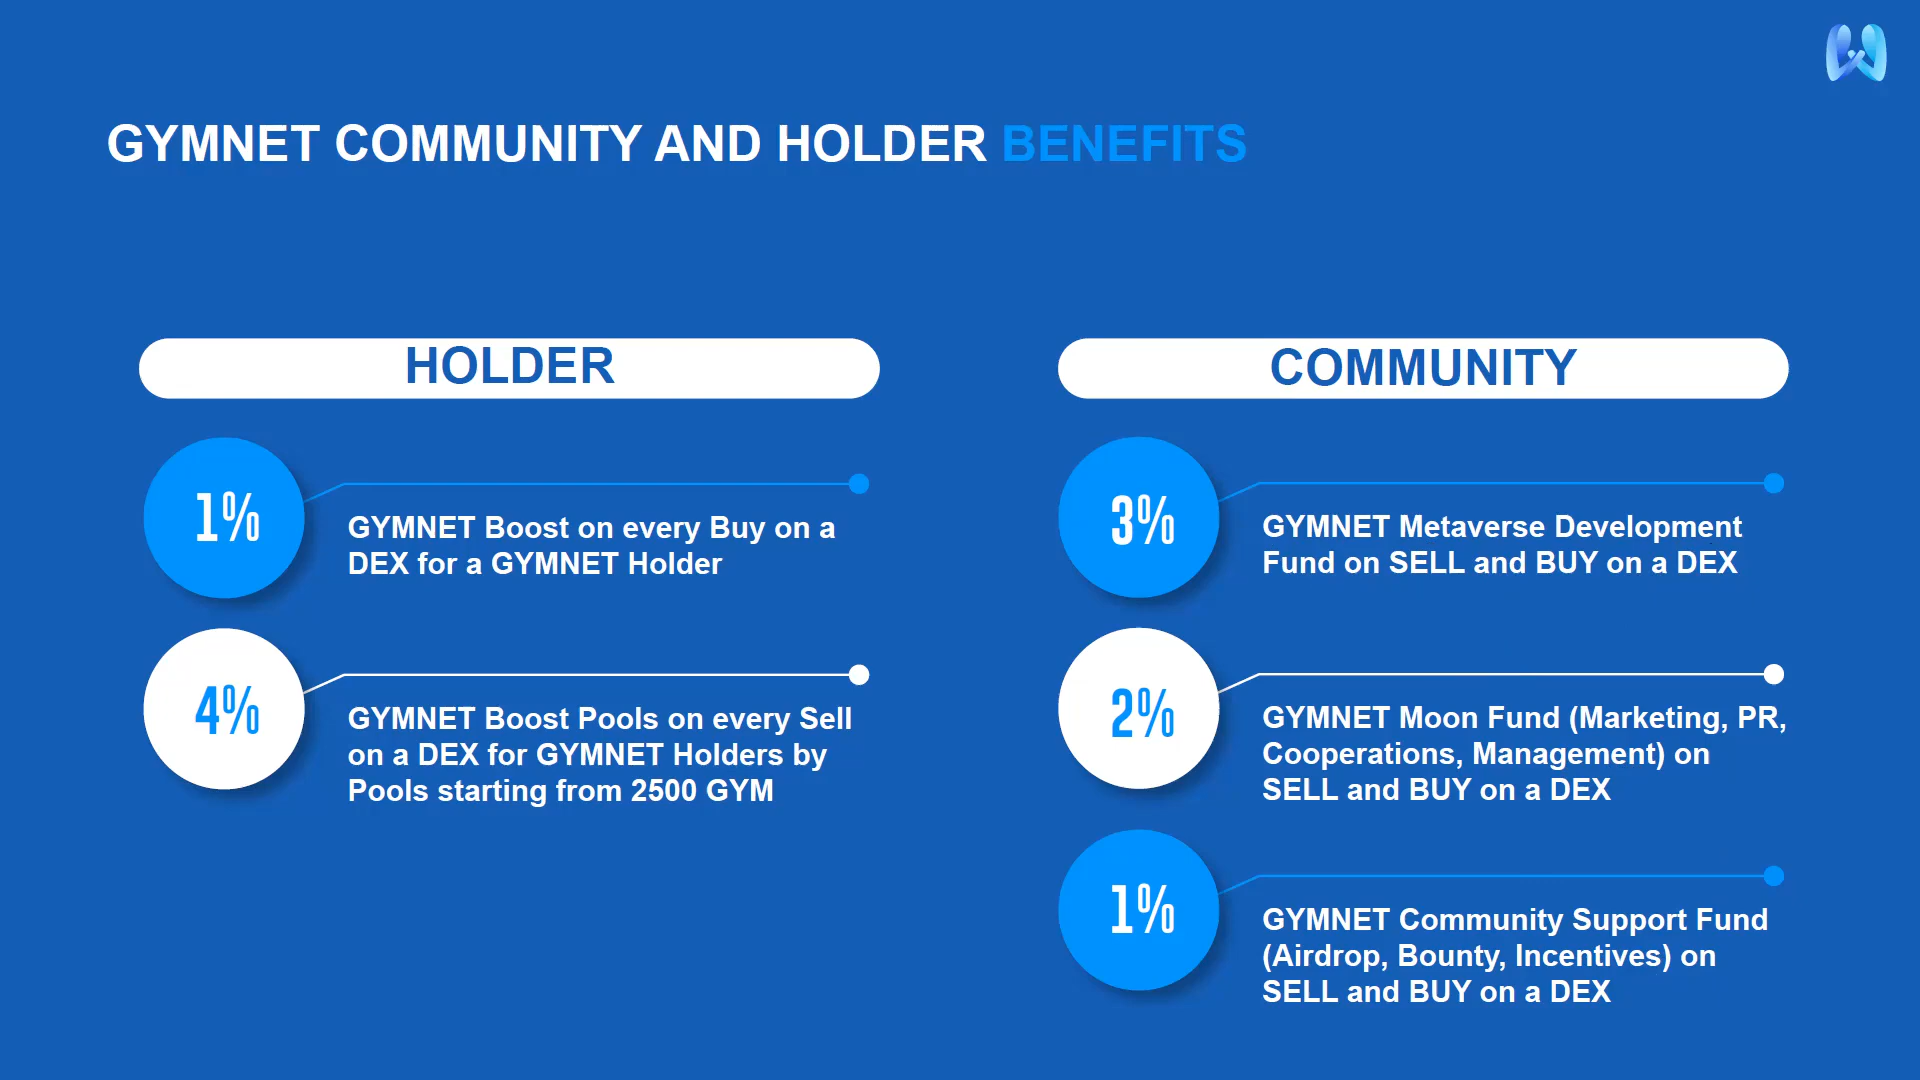 GYMNET COMMUNITY AND HOLDER BENEFITS
HOLDER
1%
GYMNET Boost on every Buy on a
DEX for a GYMNET Holder
4%
GYMNET Boost Pools on every Sell
on a DEX for GYMNET Holders by
Pools starting from 2500 GYM
COMMUNITY
3%
GYMNET Metaverse Development
Fund on SELL and BUY on a DEX
2%
GYMNET Moon Fund (Marketing, PR,
Cooperations, Management) on
SELL and BUY on a DEX
1%
GYMNET Community Support Fund
(Airdrop, Bounty, Incentives) on
SELL and BUY on a DEX